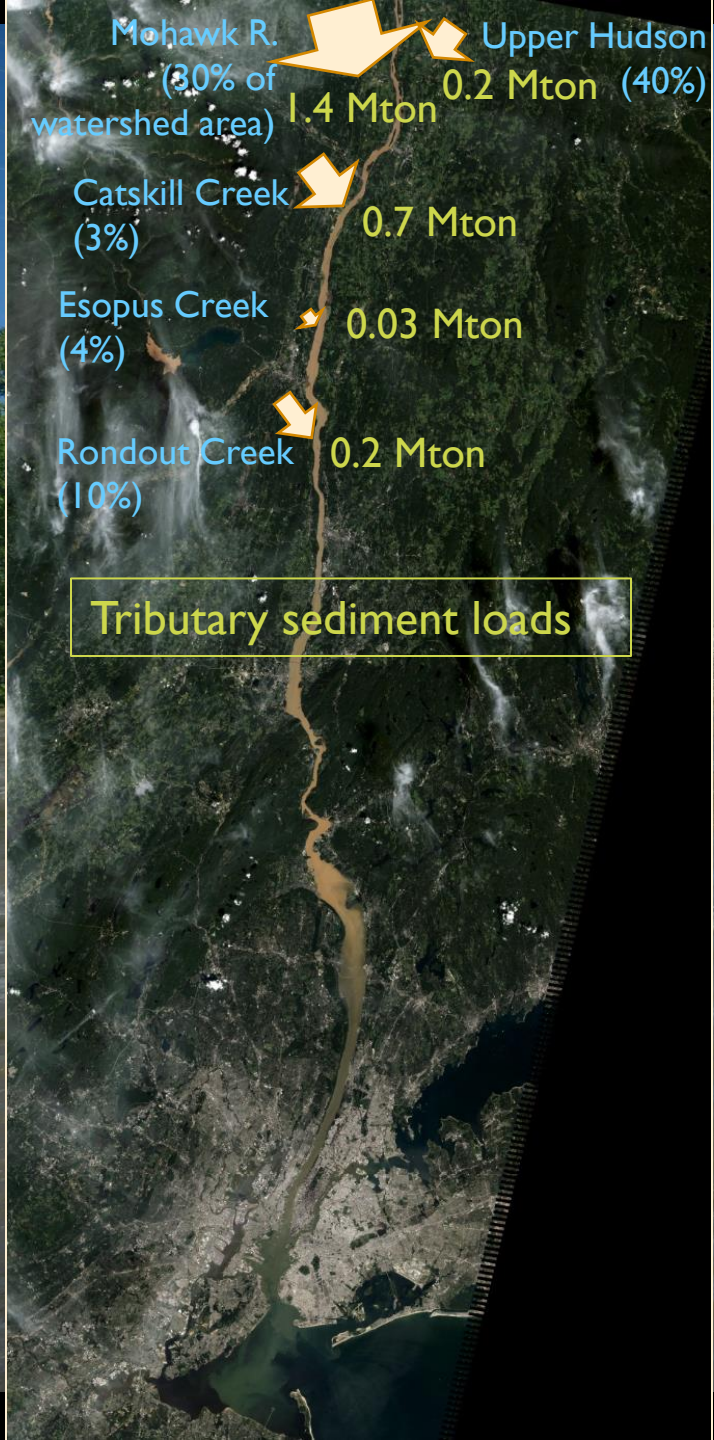 Mohawk R.
(30% of
watershed area)
1.4 Mton
Upper Hudson
(40%)
0.2 Mton
Catskill Creek
(3%)
0.7 Mton
Esopus Creek
(4%)
0.03 Mton
Rondout Creek
(10%)
0.2 Mton
Tributary sediment loads